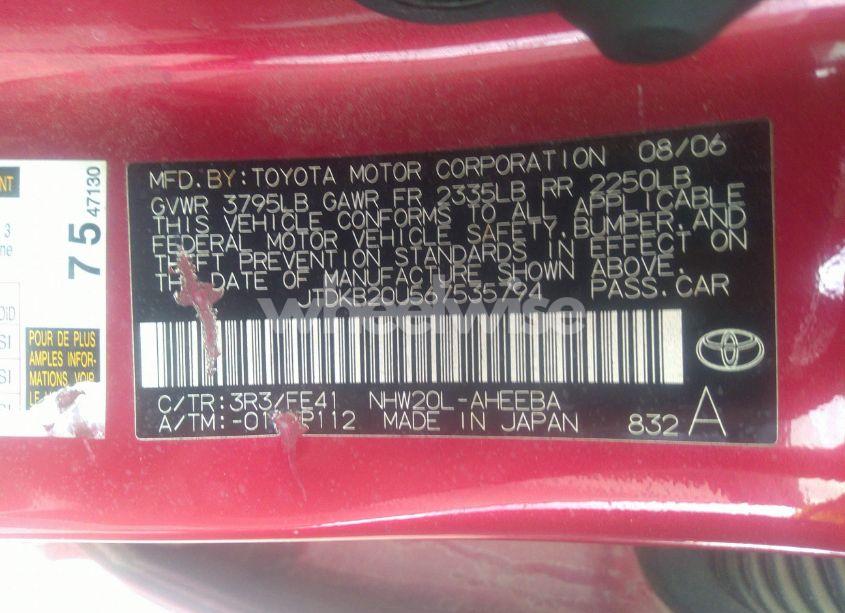 MFD. BY: TOYOTA MOTOR CORPORATION 08/06
GVWR 3795LB GAWR FR 2335LB RR 2250LB
THIS VEHICLE CONFORMS TO ALL APPLICABLE
FEDERAL MOTOR VEHICLE SAFETY, BUMPER, AND
THEFT PREVENTION STANDARDS IN EFFECT ON
THE DATE OF MANUFACTURE SHOWN ABOVE.
JTDKB20U567535794 PASS. CAR
C/TR: 3R3/FE41 NHW20L-AHEEBA
A/TM: MADE IN JAPAN 832 A
75 47130
3
POUR DE PLUS
AMPLES INFOR-
MATIONS, VOIR
wheelwise